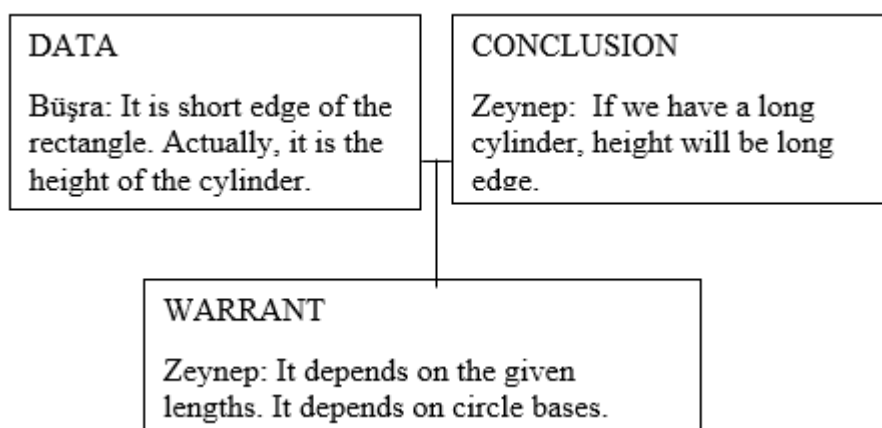 DATA
Büşra: It is short edge of the
rectangle. Actually, it is the
height of the cylinder.
CONCLUSION
Zeynep: If we have a long
cylinder, height will be long
edge.
WARRANT
Zeynep: It depends on the given
lengths. It depends on circle bases.